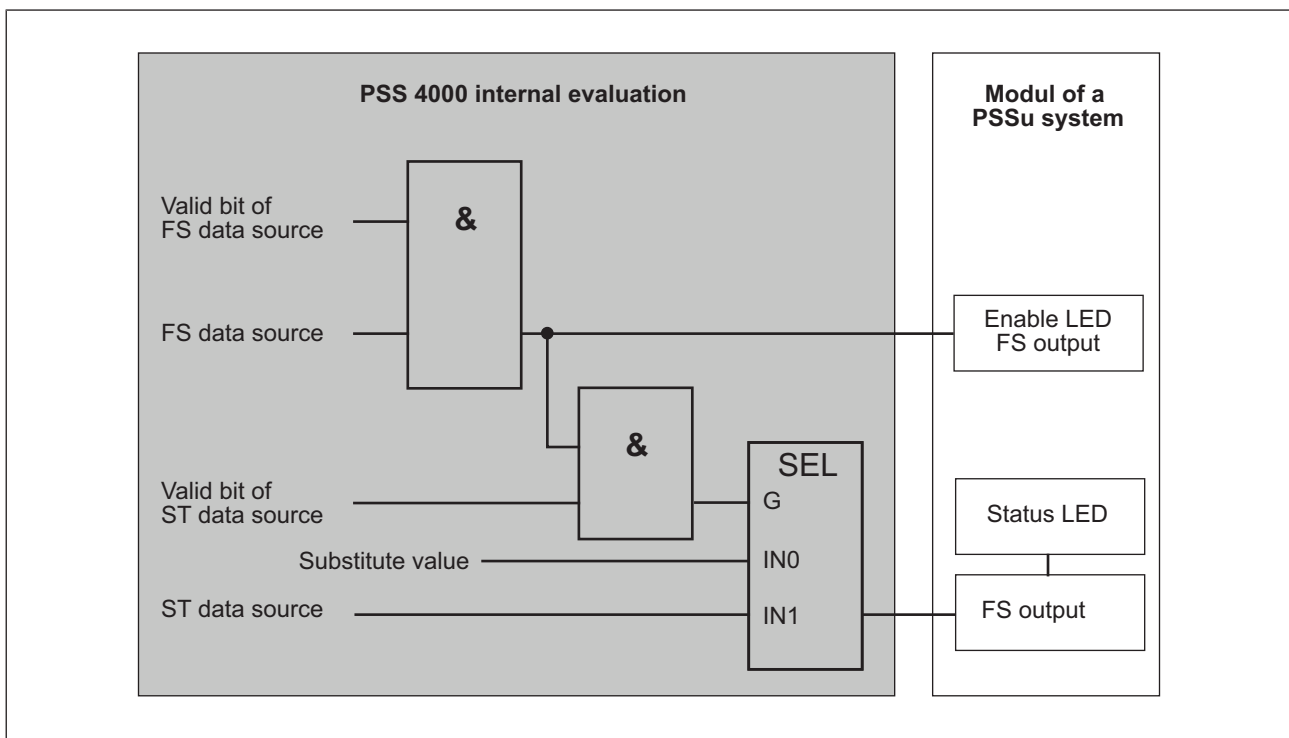 PSS 4000 internal evaluation
Modul of a
PSSu system
Valid bit of
FS data source
&
FS data source
Enable LED
FS output
&
SEL
Valid bit of
ST data source
G
Status LED
Substitute value
IN0
ST data source
IN1
FS output